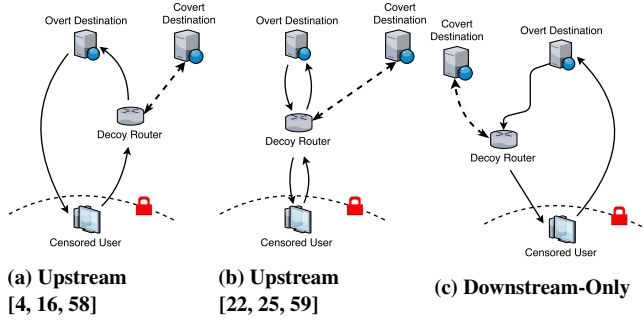 Overt Destination
Covert
Destination
Decoy Router
Censored User
(a) Upstream
[4, 16, 58]
Overt Destination
Covert
Destination
Decoy Router
Censored User
(b) Upstream
[22, 25, 59]
Covert
Destination
Overt Destination
Decoy Router
Censored User
(c) Downstream-Only